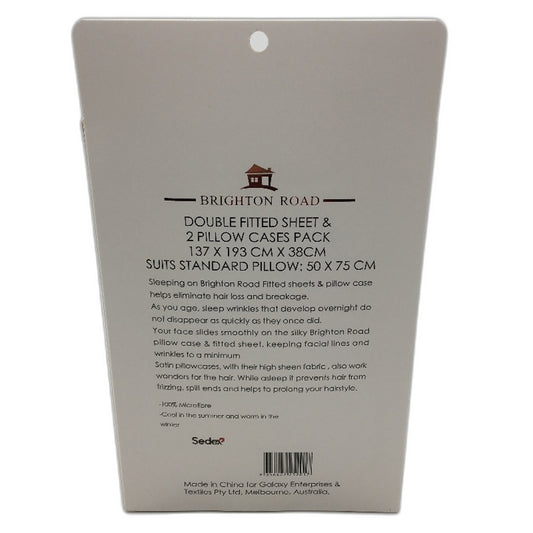 BRIGHTON ROAD
DOUBLE FITTED SHEET &
2 PILLOW CASES PACK
137 X 193 CM X 38CM
SUITS STANDARD PILLOW: 50 X 75 CM
Sleeping on Brighton Road Fitted sheets & pillow case
helps eliminate hair loss and breakage.
As you age, sleep wrinkles that develop overnight do
not disappear as quickly as they once did.
Your face slides smoothly on the silky Brighton Road
pillow case & fitted sheet, keeping facial lines and
wrinkles to a minimum
Satin pillowcases, with their high sheen fabric , also work
wonders for the hair. While asleep it prevents hair from
frizzing, spilt ends and helps to prolong your hairstyle.
-100% Microfibre
-Cool in the summer and warm in the
winter
Sedex
Made in China for Galaxy Enterprises &
Textiles Pty Ltd, Melbourne, Australia.